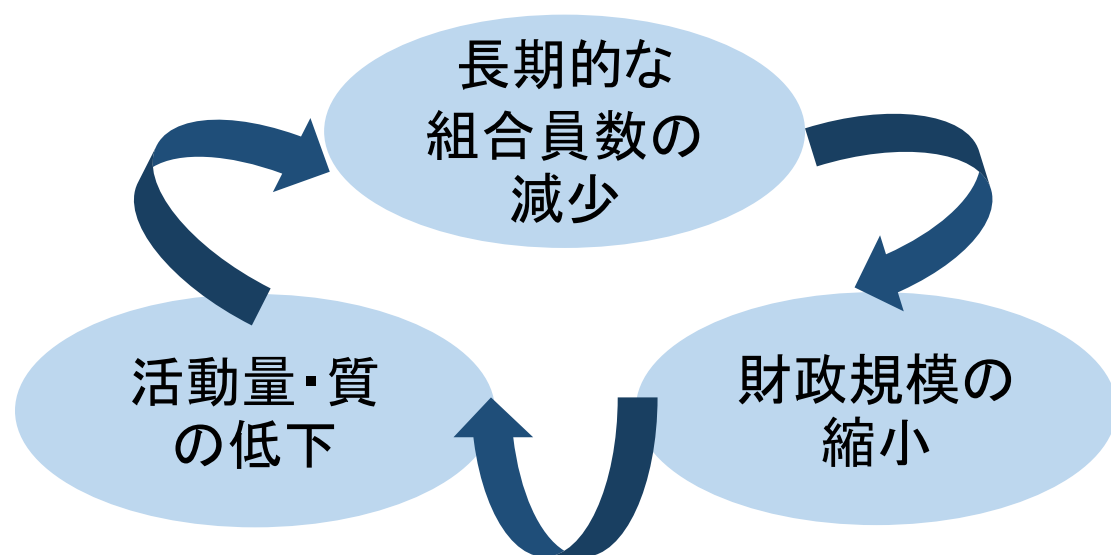 長期的な
組合員数の
減少
活動量・質
の低下
財政規模の
縮小